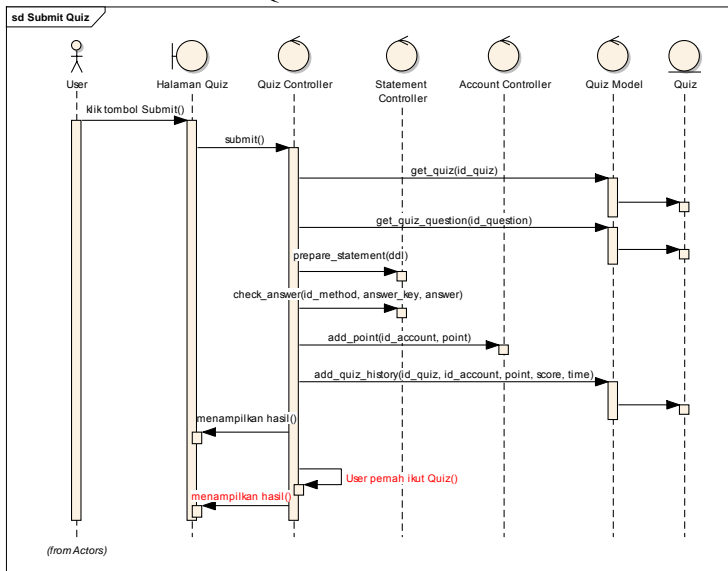 sd Submit Quiz
User
Halaman Quiz
Quiz Controller
Statement
Controller
Account Controller
Quiz Model
Quiz
klik tombol Submit()
submit()
get_quiz(id_quiz)
get_quiz_question(id_question)
prepare_statement(ddl)
check_answer(id_method, answer_key, answer)
add_point(id_account, point)
add_quiz_history(id_quiz, id_account, point, score, time)
menampilkan hasil()
User pernah ikut Quiz()
menampilkan hasil()
(from Actors)